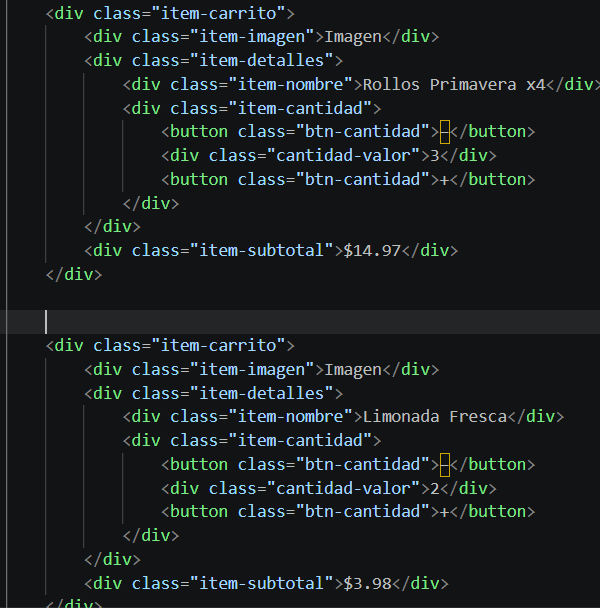 <div class="item-carrito">
<div class="item-imagen">Imagen</div>
<div class="item-detalles">
<div class="item-nombre">Rollos Primavera x4</div>
<div class="item-cantidad">
<button class="btn-cantidad">−</button>
<div class="cantidad-valor">3</div>
<button class="btn-cantidad">+</button>
</div>
</div>
<div class="item-subtotal">$14.97</div>
</div>
<div class="item-carrito">
<div class="item-imagen">Imagen</div>
<div class="item-detalles">
<div class="item-nombre">Limonada Fresca</div>
<div class="item-cantidad">
<button class="btn-cantidad">−</button>
<div class="cantidad-valor">2</div>
<button class="btn-cantidad">+</button>
</div>
</div>
<div class="item-subtotal">$3.98</div>
</div>